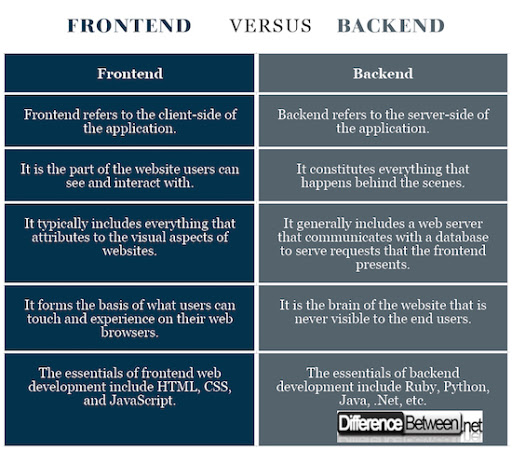 FRONTEND VERSUS BACKEND
Frontend
Backend
Frontend refers to the client-side of
the application.
Backend refers to the server-side of
the application.
It is the part of the website users can
see and interact with.
It constitutes everything that
happens behind the scenes.
It typically includes everything that
attributes to the visual aspects of
websites.
It generally includes a web server
that communicates with a database
to serve requests that the frontend
presents.
It forms the basis of what users can
touch and experience on their web
browsers.
It is the brain of the website that is
never visible to the end users.
The essentials of frontend web
development include HTML, CSS,
and JavaScript.
The essentials of backend
development include Ruby, Python,
Java, .Net, etc.
DifferenceBetween.net